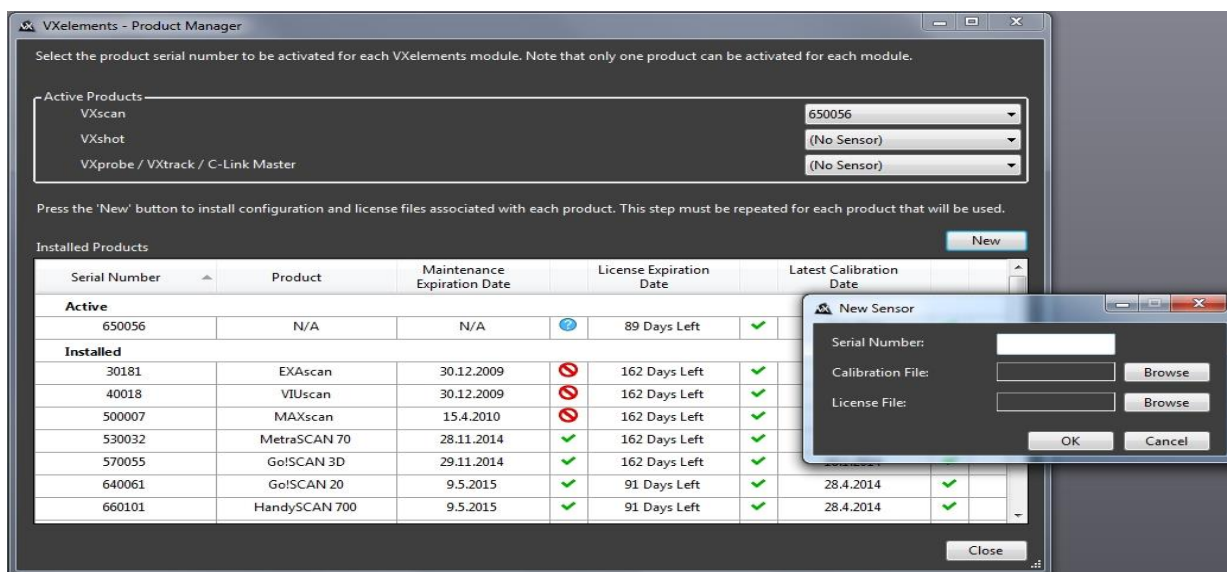 VXelements - Product Manager
Select the product serial number to be activated for each VXelements module. Note that only one product can be activated for each module.
Active Products
VXscan 650056
VXshot (No Sensor)
VXprobe / VXtrack / C-Link Master (No Sensor)
Press the 'New' button to install configuration and license files associated with each product. This step must be repeated for each product that will be used.
Installed Products New
Serial Number Product Maintenance Expiration Date License Expiration Date Latest Calibration Date
Active
650056 N/A N/A 89 Days Left
Installed
30181 EXAscan 30.12.2009 162 Days Left
40018 VIUscan 30.12.2009 162 Days Left
500007 MAXscan 15.4.2010 162 Days Left
530032 MetraSCAN 70 28.11.2014 162 Days Left
570055 Go!SCAN 3D 29.11.2014 162 Days Left
640061 Go!SCAN 20 9.5.2015 91 Days Left 28.4.2014
660101 HandySCAN 700 9.5.2015 91 Days Left 28.4.2014
Close
New Sensor
Serial Number:
Calibration File: Browse
License File: Browse
OK Cancel